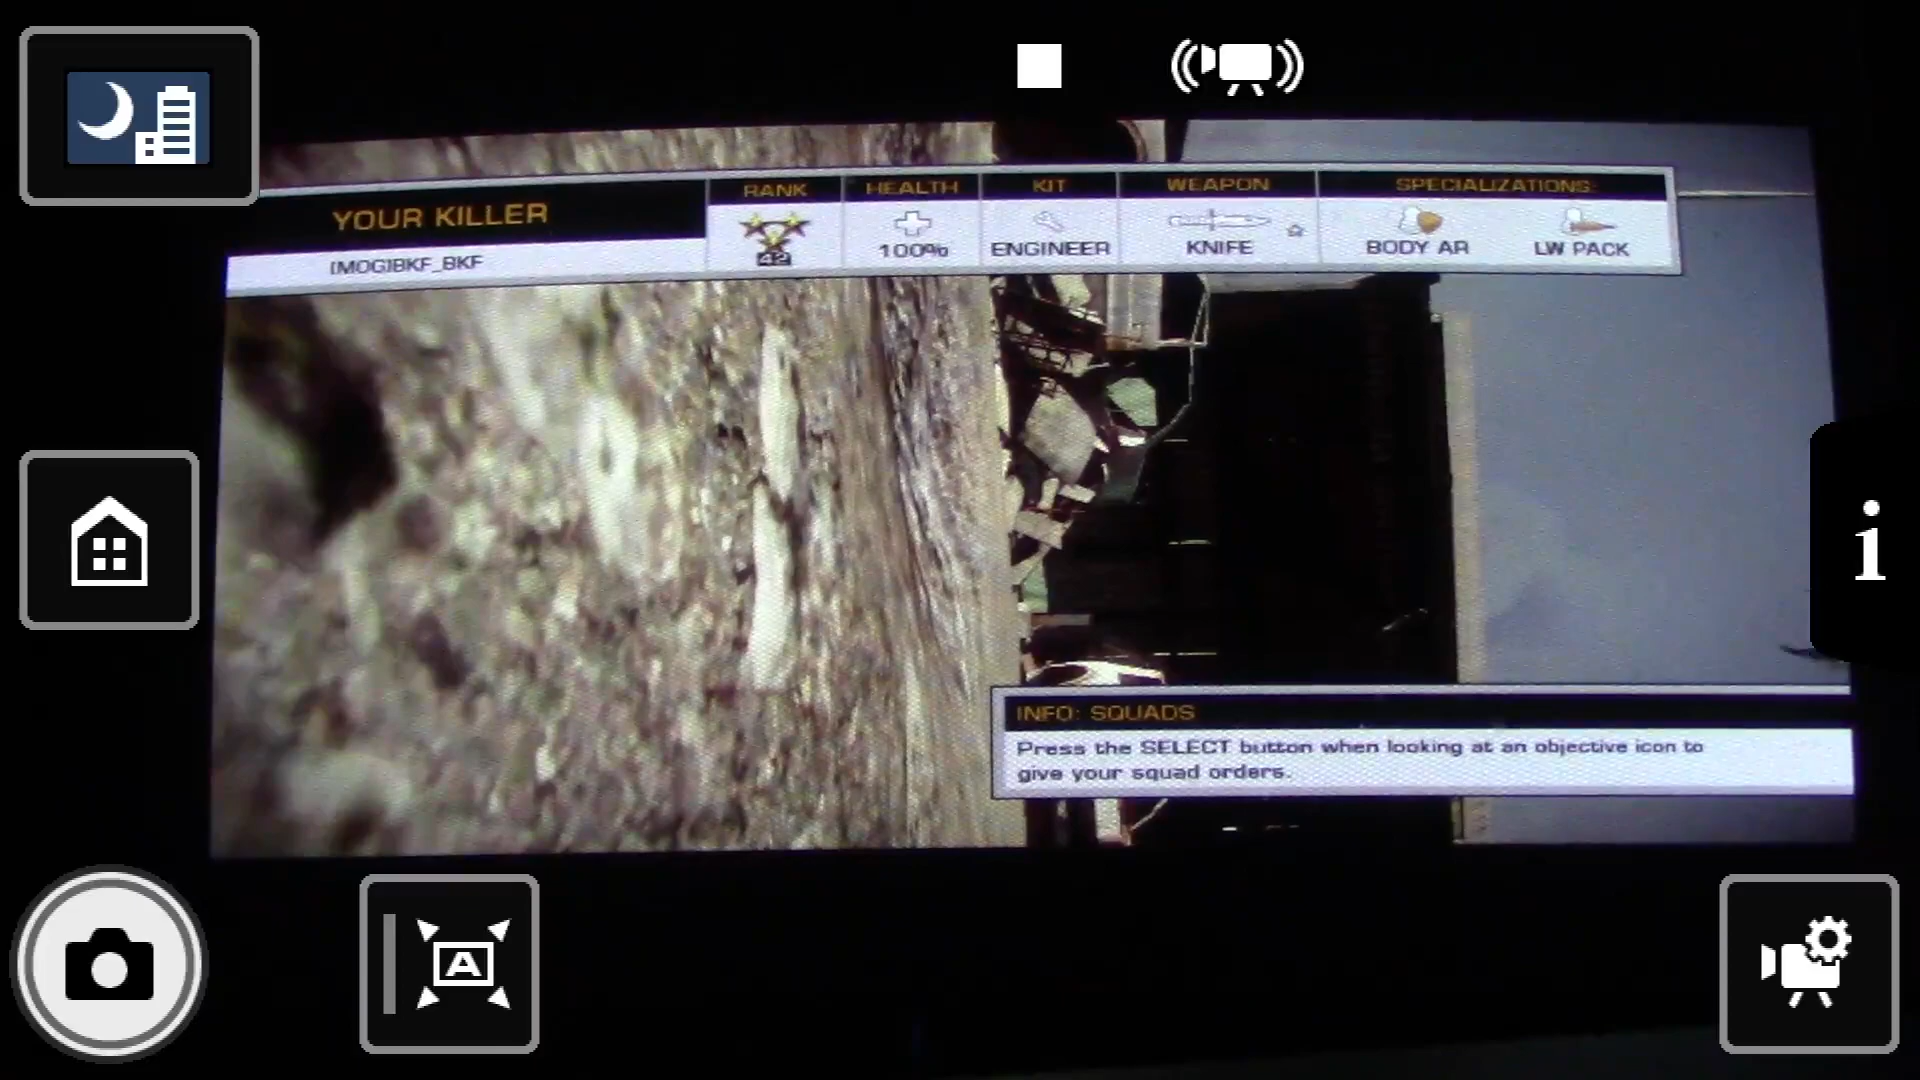 YOUR KILLER
[MOG]BKF_BKF
RANK
42
HEALTH
100%
KIT
ENGINEER
WEAPON
KNIFE
SPECIALIZATIONS:
BODY AR
LW PACK
i
INFO: SQUADS
Press the SELECT button when looking at an objective icon to
give your squad orders.
A